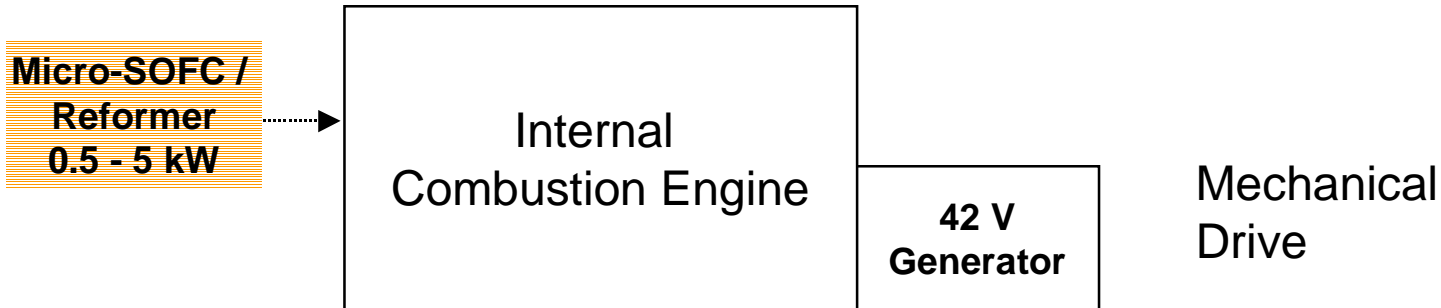 Micro-SOFC /
Reformer
0.5 - 5 kW
Internal
Combustion Engine
42 V
Generator
Mechanical
Drive